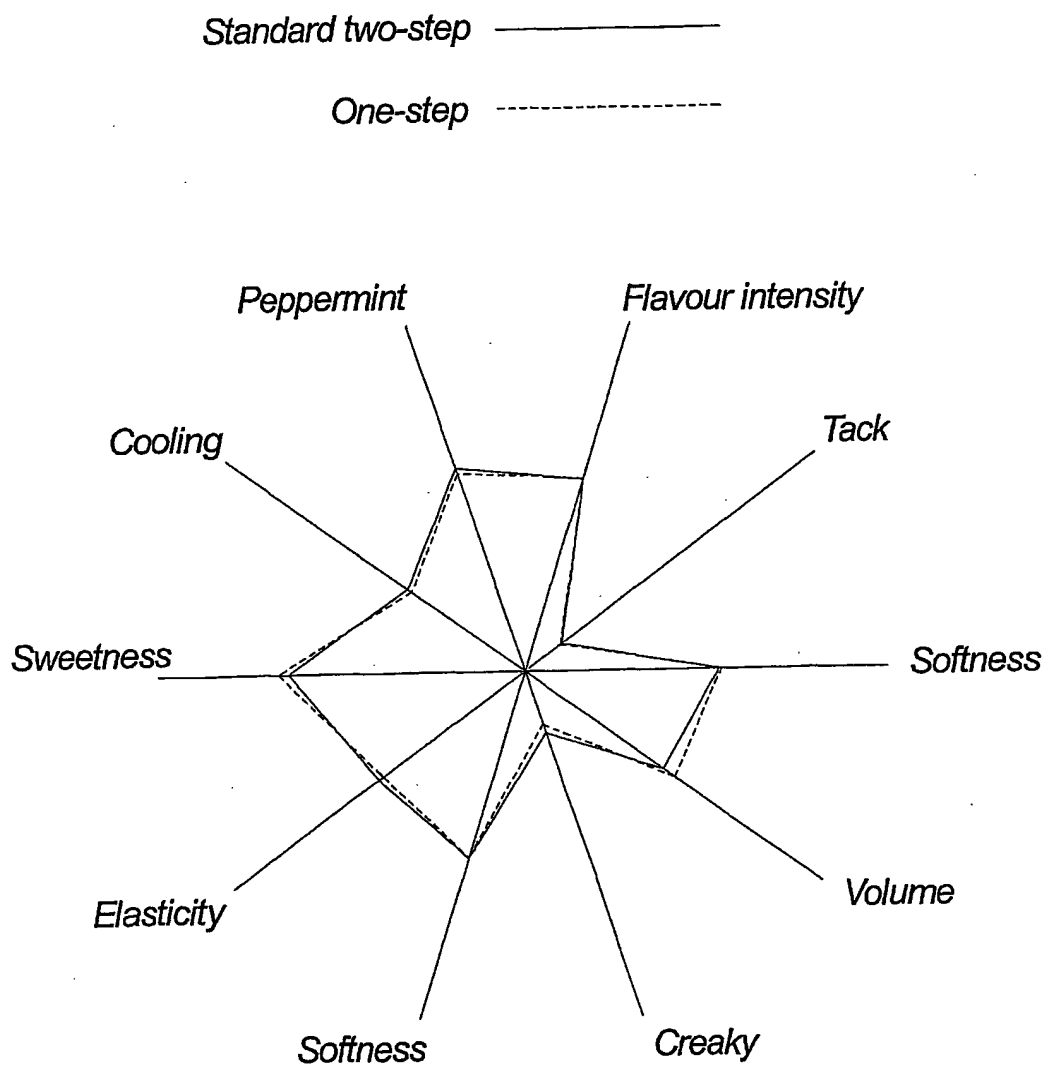 Standard two-step
One-step
Peppermint
Flavour intensity
Cooling
Tack
Sweetness
Softness
Elasticity
Volume
Softness
Creaky